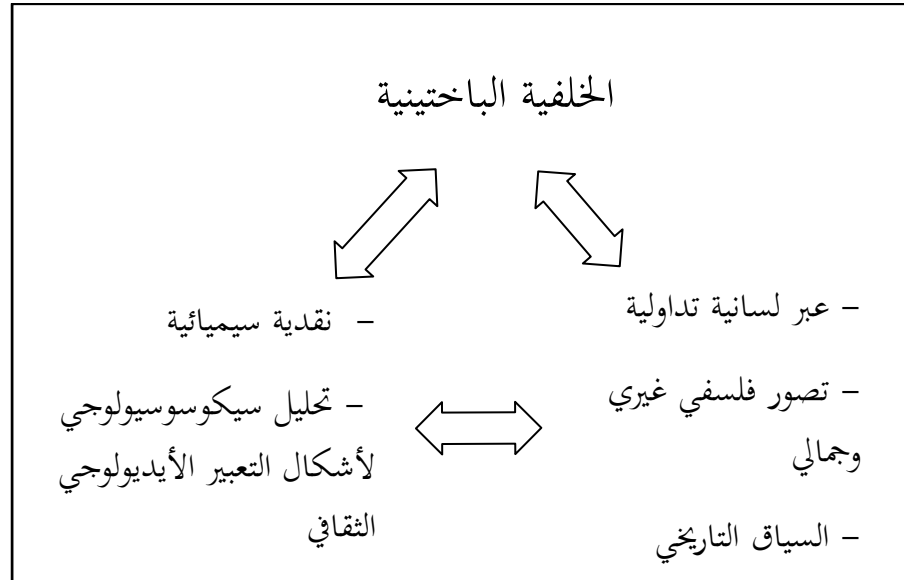 الخلفية الباختينية
– عبر لسانية تداولية
– تصور فلسفي غيري
وجمالي
– السياق التاريخي
– نقدية سيميائية
– تحليل سيكوسوسيولوجي
لأشكال التعبير الأيديولوجي
الثقافي